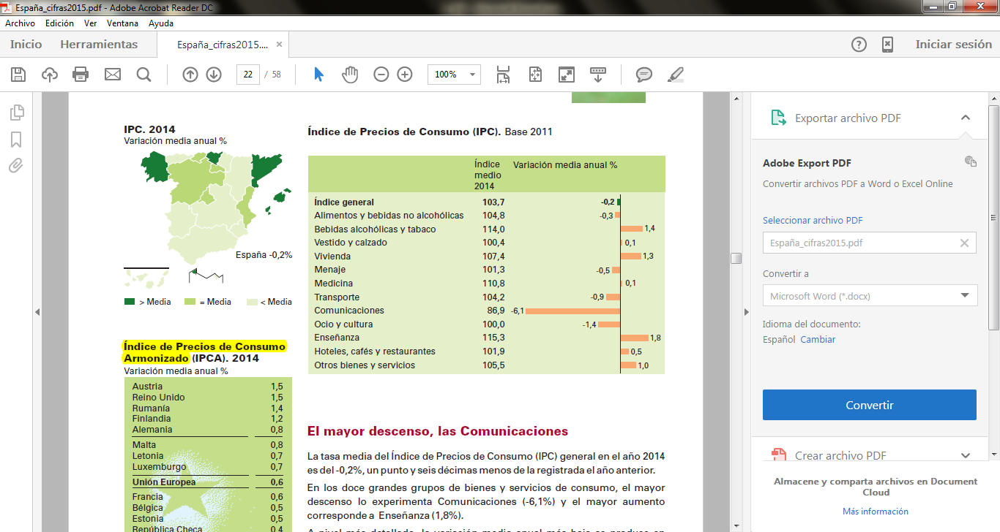 España_cifras2015.pdf - Adobe Acrobat Reader DC
Archivo Edición Ver Ventana Ayuda
Inicio Herramientas España_cifras2015.... × Iniciar sesión
22 / 58 100%
IPC. 2014
Variación media anual %
España -0,2%
> Media = Media < Media
Índice de Precios de Consumo
Armonizado (IPCA). 2014
Variación media anual %
Austria 1,5
Reino Unido 1,5
Rumanía 1,4
Finlandia 1,2
Alemania 0,8
Malta 0,8
Letonia 0,7
Luxemburgo 0,7
Unión Europea 0,6
Francia 0,6
Bélgica 0,5
Estonia 0,5
República Checa 0,4
Índice de Precios de Consumo (IPC). Base 2011
Índice
medio
2014
Variación media anual %
Índice general 103,7 -0,2
Alimentos y bebidas no alcohólicas 104,8 -0,3
Bebidas alcohólicas y tabaco 114,0 1,4
Vestido y calzado 100,4 0,1
Vivienda 107,4 1,3
Menaje 101,3 -0,5
Medicina 110,8 0,1
Transporte 104,2 -0,9
Comunicaciones 86,9 -6,1
Ocio y cultura 100,0 -1,4
Enseñanza 115,3 1,8
Hoteles, cafés y restaurantes 101,9 0,5
Otros bienes y servicios 105,5 1,0
El mayor descenso, las Comunicaciones
La tasa media del Índice de Precios de Consumo (IPC) general en el año 2014
es del -0,2%, un punto y seis décimas menos de la registrada el año anterior.
En los doce grandes grupos de bienes y servicios de consumo, el mayor
descenso lo experimenta Comunicaciones (-6,1%) y el mayor aumento
corresponde a Enseñanza (1,8%).
A nivel más detallado, la variación media anual más baja se produce en
Exportar archivo PDF
Adobe Export PDF
Convertir archivos PDF a Word o Excel Online
Seleccionar archivo PDF
España_cifras2015.pdf
Convertir a
Microsoft Word (*.docx)
Idioma del documento:
Español Cambiar
Convertir
Crear archivo PDF
Almacene y comparta archivos en Document
Cloud
Más información